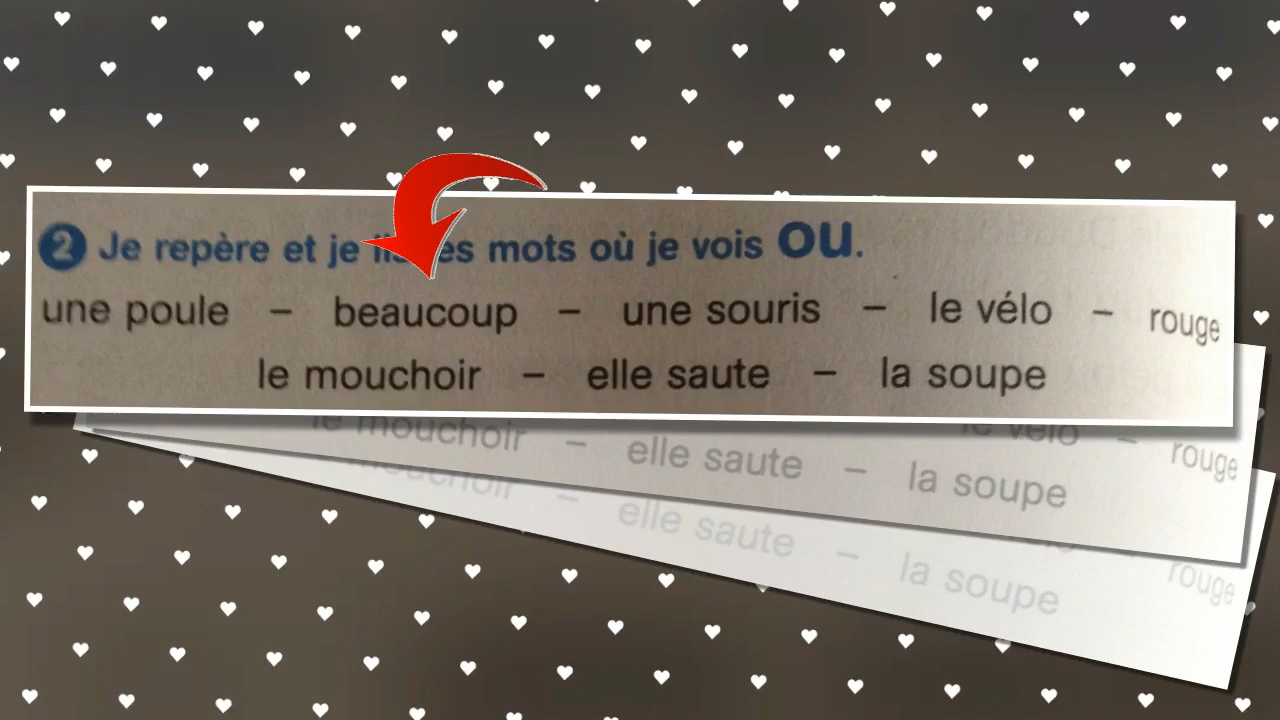 2 Je repère et je mots où je vois ou.
une poule – beaucoup – une souris – le vélo – rouge
le mouchoir – elle saute – la soupe
le mouchoir – elle saute – la soupe
le vélo – rouge
elle saute – la soupe
rouge